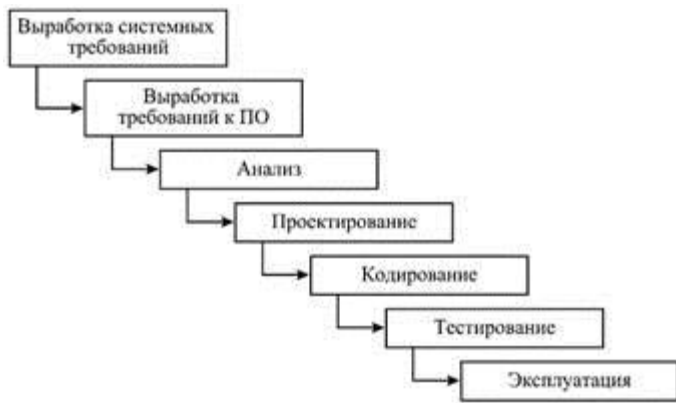 Выработка системных
требований
Выработка
требований к ПО
Анализ
Проектирование
Кодирование
Тестирование
Эксплуатация